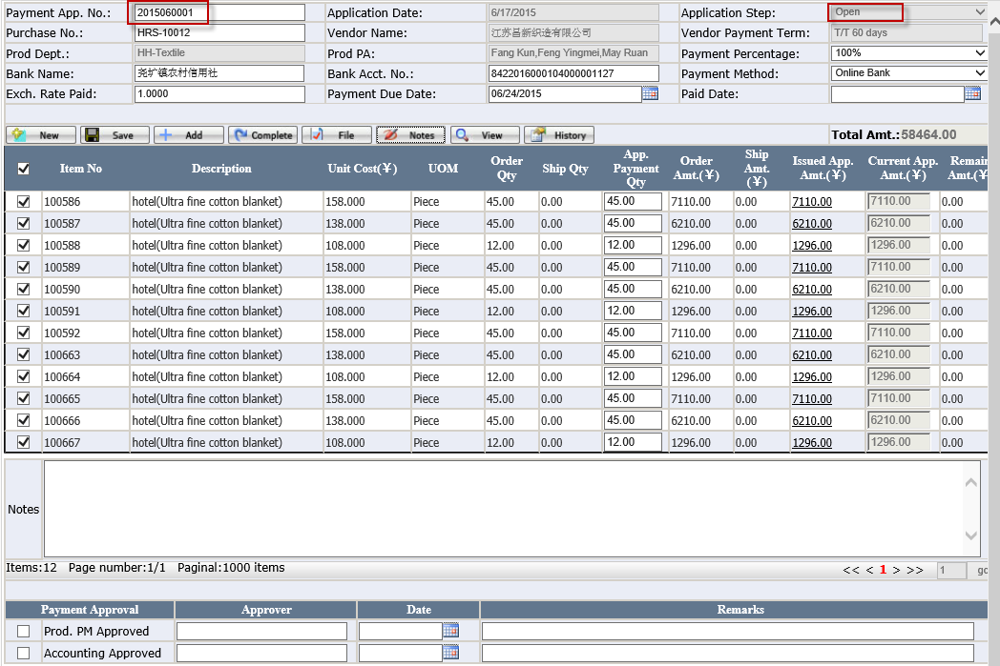 Payment App. No.: 2015060001 Application Date: 6/17/2015 Application Step: Open
Purchase No.: HRS-10012 Vendor Name: 江苏昌新织造有限公司 Vendor Payment Term: T/T 60 days
Prod Dept.: HH-Textile Prod PA: Fang Kun,Feng Yingmei,May Ruan Payment Percentage: 100%
Bank Name: 尧圹镇农村信用社 Bank Acct. No.: 8422016000104000001127 Payment Method: Online Bank
Exch. Rate Paid: 1.0000 Payment Due Date: 06/24/2015 Paid Date:
New Save Add Complete File Notes View History Total Amt.:58464.00
Item No Description Unit Cost(¥) UOM Order Qty Ship Qty App. Payment Qty Order Amt.(¥) Ship Amt. (¥) Issued App. Amt.(¥) Current App. Amt.(¥) Remain Amt.(¥
100586 hotel(Ultra fine cotton blanket) 158.000 Piece 45.00 0.00 45.00 7110.00 0.00 7110.00 7110.00 0.00
100587 hotel(Ultra fine cotton blanket) 138.000 Piece 45.00 0.00 45.00 6210.00 0.00 6210.00 6210.00 0.00
100588 hotel(Ultra fine cotton blanket) 108.000 Piece 12.00 0.00 12.00 1296.00 0.00 1296.00 1296.00 0.00
100589 hotel(Ultra fine cotton blanket) 158.000 Piece 45.00 0.00 45.00 7110.00 0.00 7110.00 7110.00 0.00
100590 hotel(Ultra fine cotton blanket) 138.000 Piece 45.00 0.00 45.00 6210.00 0.00 6210.00 6210.00 0.00
100591 hotel(Ultra fine cotton blanket) 108.000 Piece 12.00 0.00 12.00 1296.00 0.00 1296.00 1296.00 0.00
100592 hotel(Ultra fine cotton blanket) 158.000 Piece 45.00 0.00 45.00 7110.00 0.00 7110.00 7110.00 0.00
100663 hotel(Ultra fine cotton blanket) 138.000 Piece 45.00 0.00 45.00 6210.00 0.00 6210.00 6210.00 0.00
100664 hotel(Ultra fine cotton blanket) 108.000 Piece 12.00 0.00 12.00 1296.00 0.00 1296.00 1296.00 0.00
100665 hotel(Ultra fine cotton blanket) 158.000 Piece 45.00 0.00 45.00 7110.00 0.00 7110.00 7110.00 0.00
100666 hotel(Ultra fine cotton blanket) 138.000 Piece 45.00 0.00 45.00 6210.00 0.00 6210.00 6210.00 0.00
100667 hotel(Ultra fine cotton blanket) 108.000 Piece 12.00 0.00 12.00 1296.00 0.00 1296.00 1296.00 0.00
Notes
Items:12 Page number:1/1 Paginal:1000 items << < 1 > >> 1 go
Payment Approval Approver Date Remarks
Prod. PM Approved
Accounting Approved